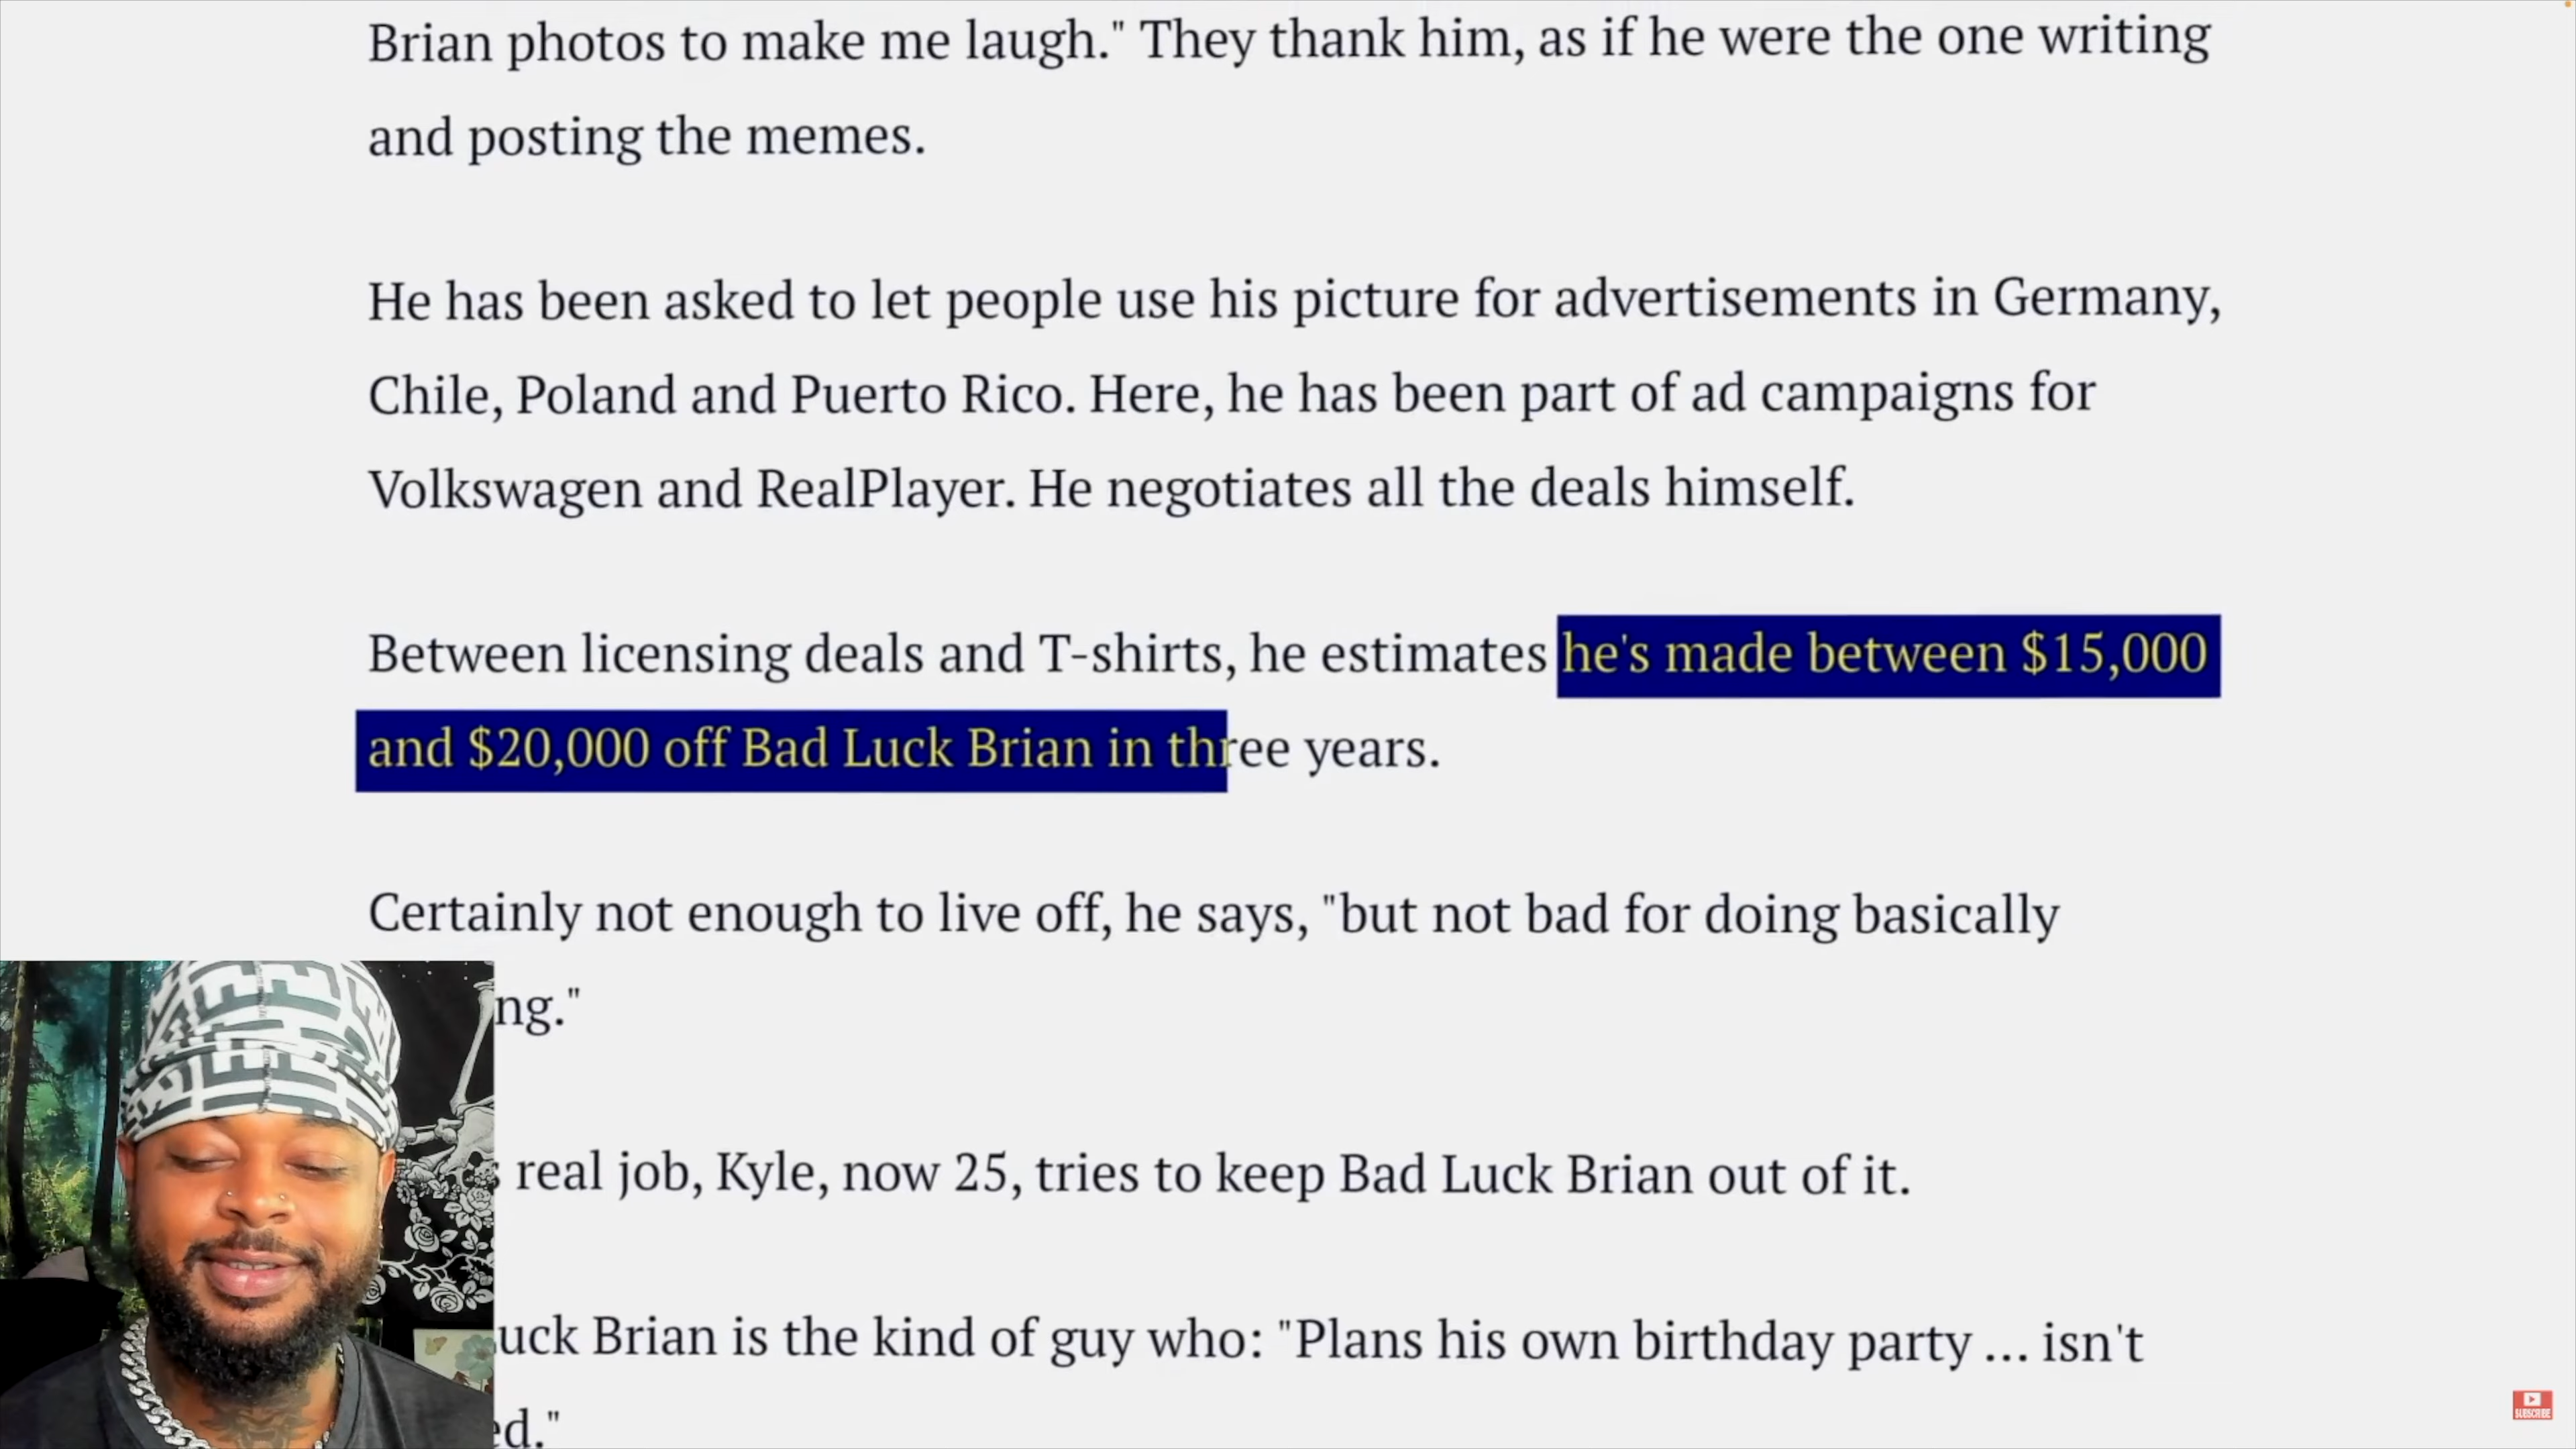 Brian photos to make me laugh." They thank him, as if he were the one writing
and posting the memes.
He has been asked to let people use his picture for advertisements in Germany,
Chile, Poland and Puerto Rico. Here, he has been part of ad campaigns for
Volkswagen and RealPlayer. He negotiates all the deals himself.
Between licensing deals and T-shirts, he estimates he's made between $15,000
and $20,000 off Bad Luck Brian in three years.
Certainly not enough to live off, he says, "but not bad for doing basically
ng."
s real job, Kyle, now 25, tries to keep Bad Luck Brian out of it.
uck Brian is the kind of guy who: "Plans his own birthday party ... isn't
ed."
SUBSCRIBE